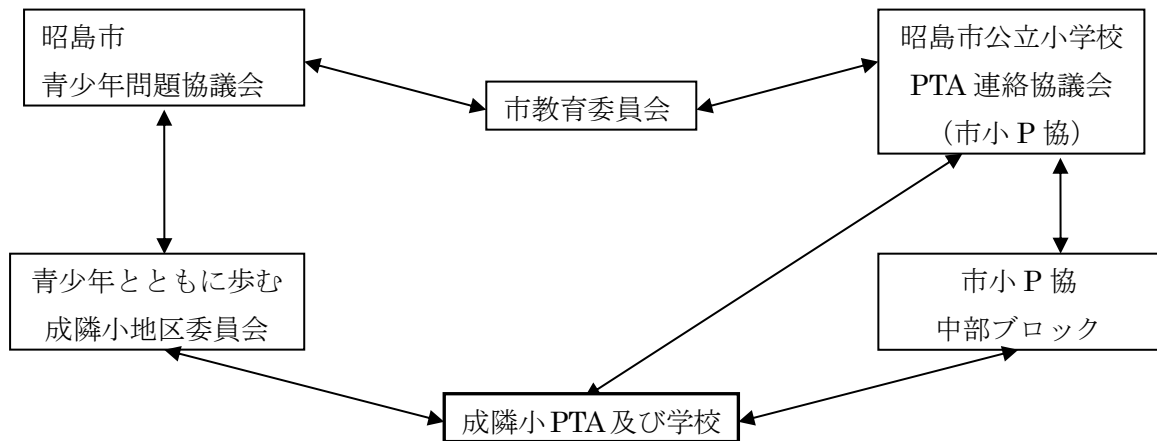 昭島市
青少年問題協議会
市教育委員会
昭島市公立小学校
PTA 連絡協議会
（市小 P 協）
青少年とともに歩む
成隣小地区委員会
市小 P 協
中部ブロック
成隣小 PTA 及び学校